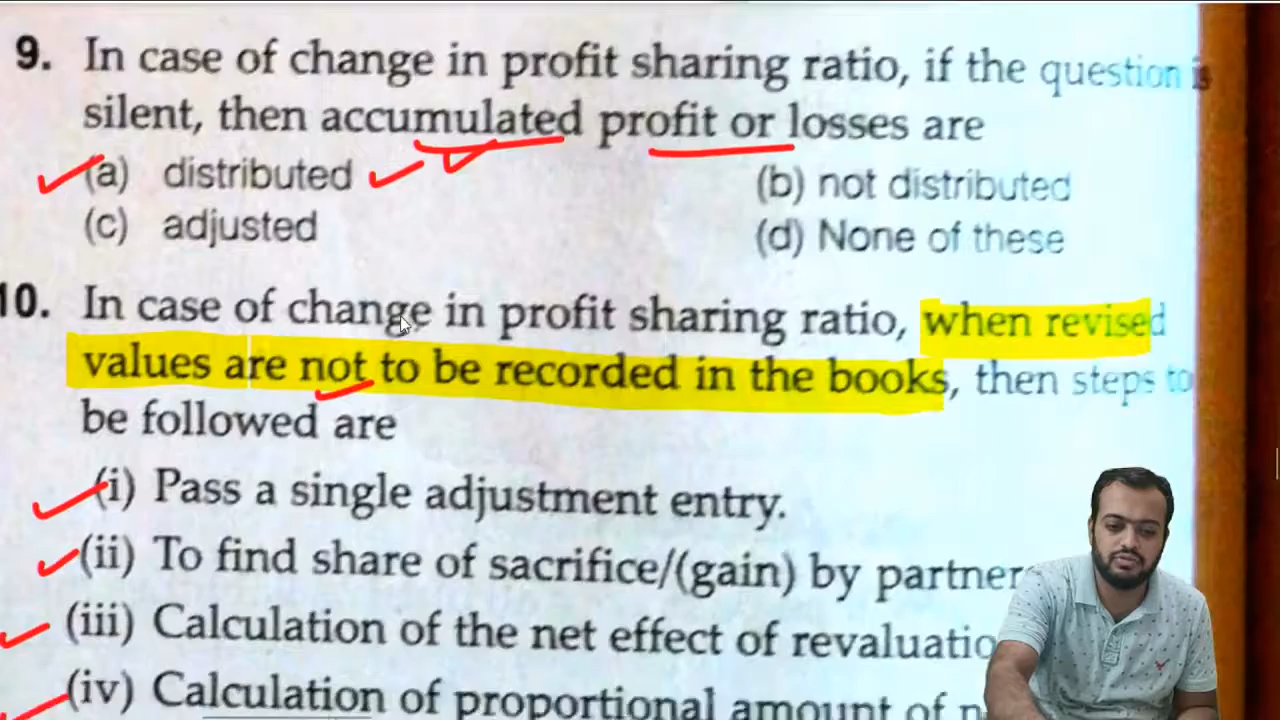 9. In case of change in profit sharing ratio, if the question is
silent, then accumulated profit or losses are
(a) distributed (b) not distributed
(c) adjusted (d) None of these
10. In case of change in profit sharing ratio, when revised
values are not to be recorded in the books, then steps to
be followed are
(i) Pass a single adjustment entry.
(ii) To find share of sacrifice/(gain) by
(iii) Calculation of the net effect of
(iv) Calculation of proportional amount of